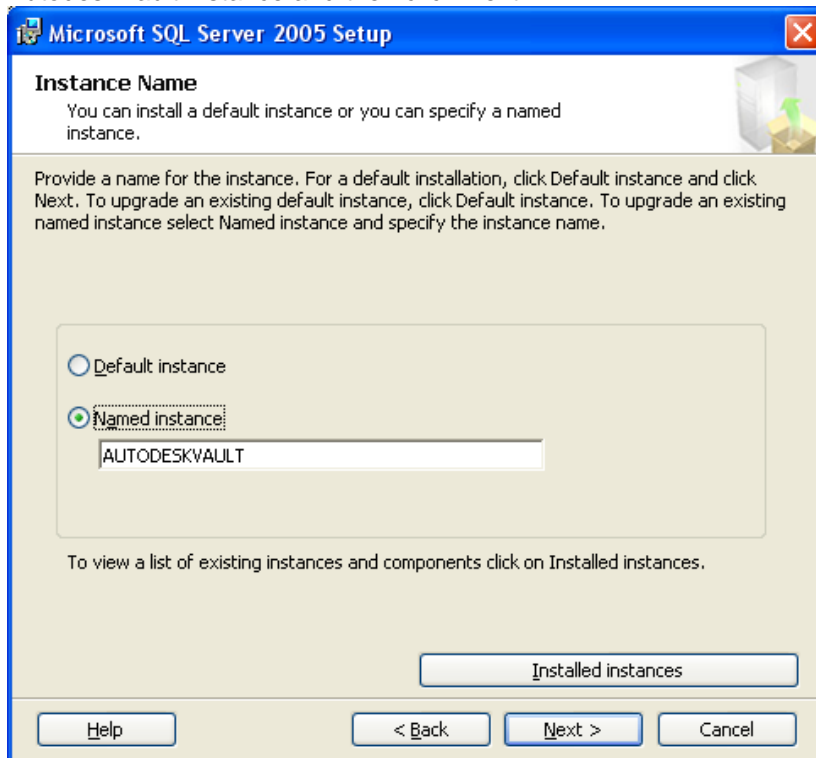 Microsoft SQL Server 2005 Setup
Instance Name
You can install a default instance or you can specify a named
instance.
Provide a name for the instance. For a default installation, click Default instance and click
Next. To upgrade an existing default instance, click Default instance. To upgrade an existing
named instance select Named instance and specify the instance name.
Default instance
Named instance
AUTODESKVAULT
To view a list of existing instances and components click on Installed instances.
Installed instances
Help
< Back
Next >
Cancel